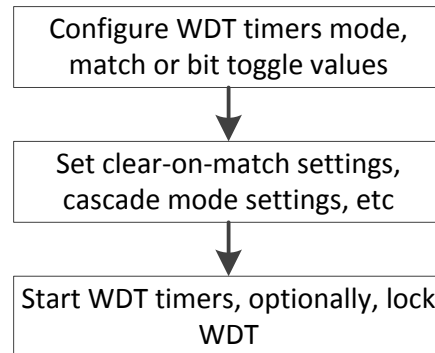 Configure WDT timers mode,
match or bit toggle values
Set clear-on-match settings,
cascade mode settings, etc
Start WDT timers, optionally, lock
WDT